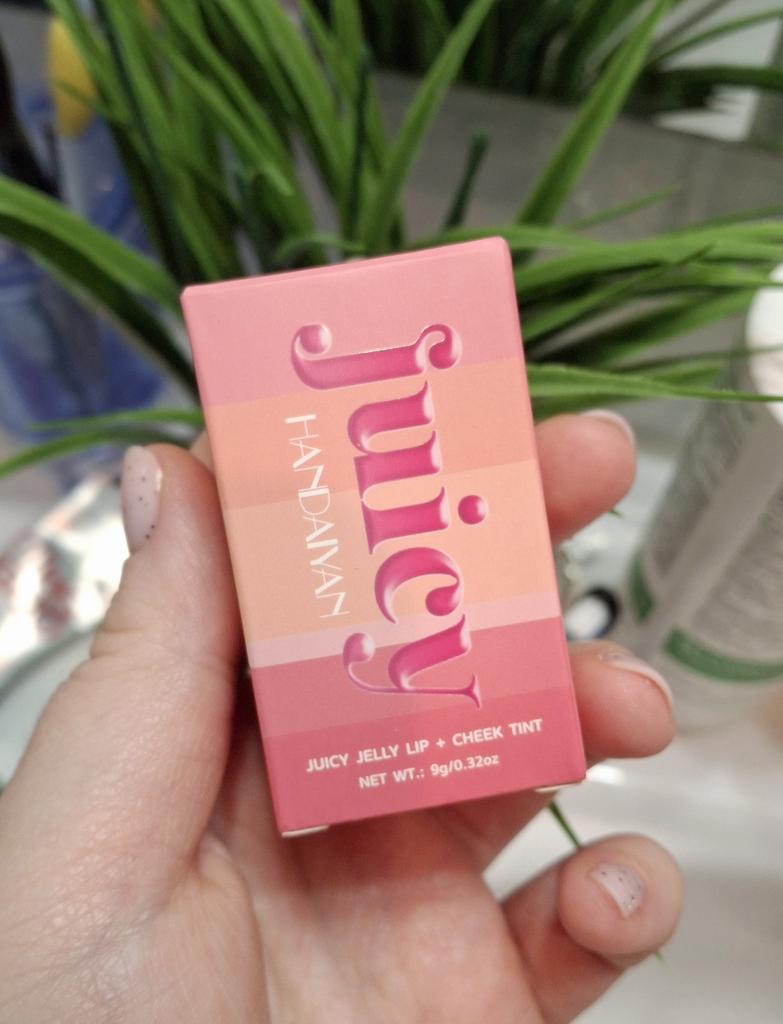 juicy
HANDAIYAN
JUICY JELLY LIP + CHEEK TINT
NET WT.: 9g/0.32oz